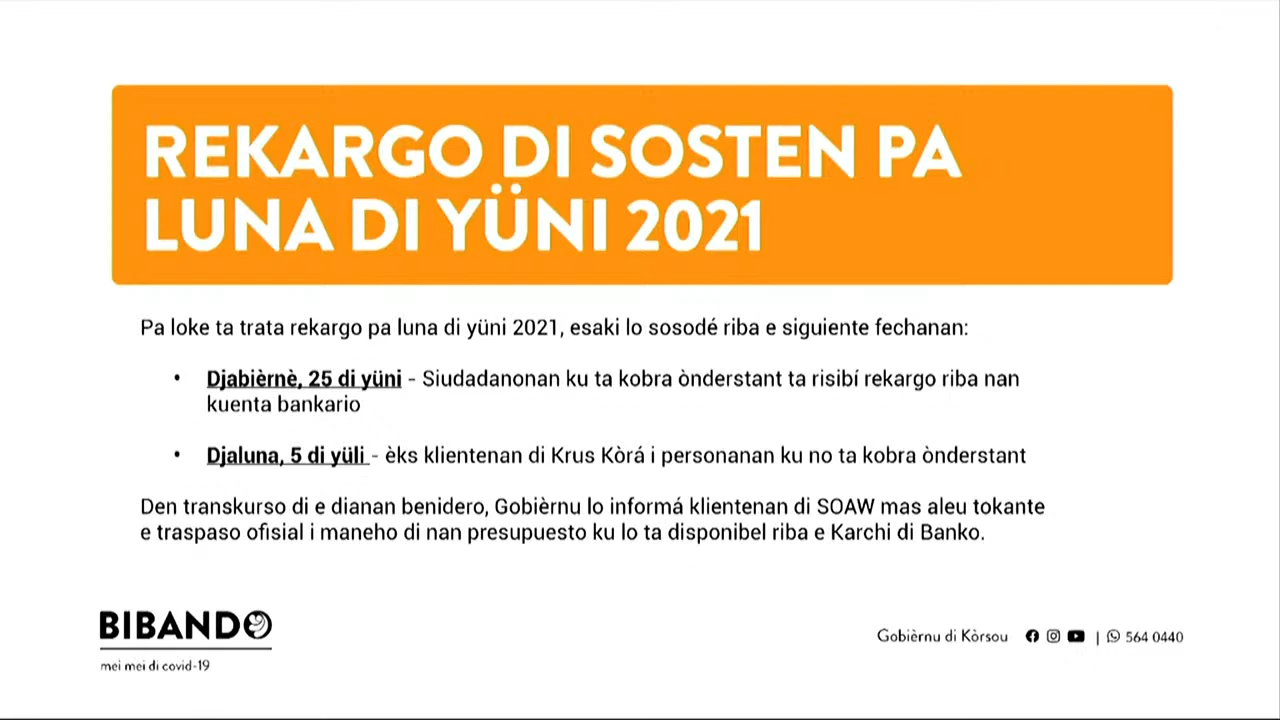 REKARGO DI SOSTEN PA
LUNA DI YÜNI 2021
Pa loke ta trata rekargo pa luna di yüni 2021, esaki lo sosodé riba e siguiente fechanan:
• Djabièrnè, 25 di yüni - Siudadanonan ku ta kobra ònderstant ta risibí rekargo riba nan
kuenta bankario
• Djaluna, 5 di yüli - èks klientenan di Krus Kòrá i personanan ku no ta kobra ònderstant
Den transkurso di e dianan benidero, Gobièrnu lo informá klientenan di SOAW mas aleu tokante
e traspaso ofisial i maneho di nan presupuesto ku lo ta disponibel riba e Karchi di Banko.
BIBANDO
mei mei di covid-19
Gobièrnu di Kòrsou | 564 0440